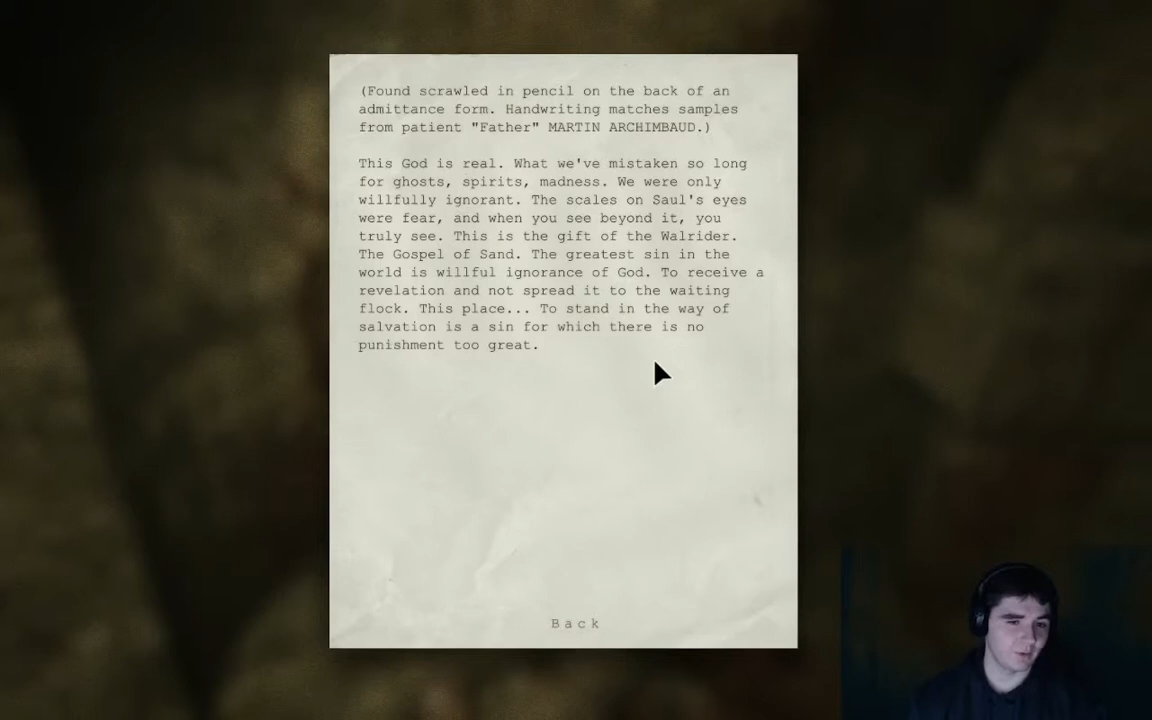 (Found scrawled in pencil on the back of an
admittance form. Handwriting matches samples
from patient "Father" MARTIN ARCHIMBAUD.)
This God is real. What we've mistaken so long
for ghosts, spirits, madness. We were only
willfully ignorant. The scales on Saul's eyes
were fear, and when you see beyond it, you
truly see. This is the gift of the Walrider.
The Gospel of Sand. The greatest sin in the
world is willful ignorance of God. To receive a
revelation and not spread it to the waiting
flock. This place... To stand in the way of
salvation is a sin for which there is no
punishment too great.
Back